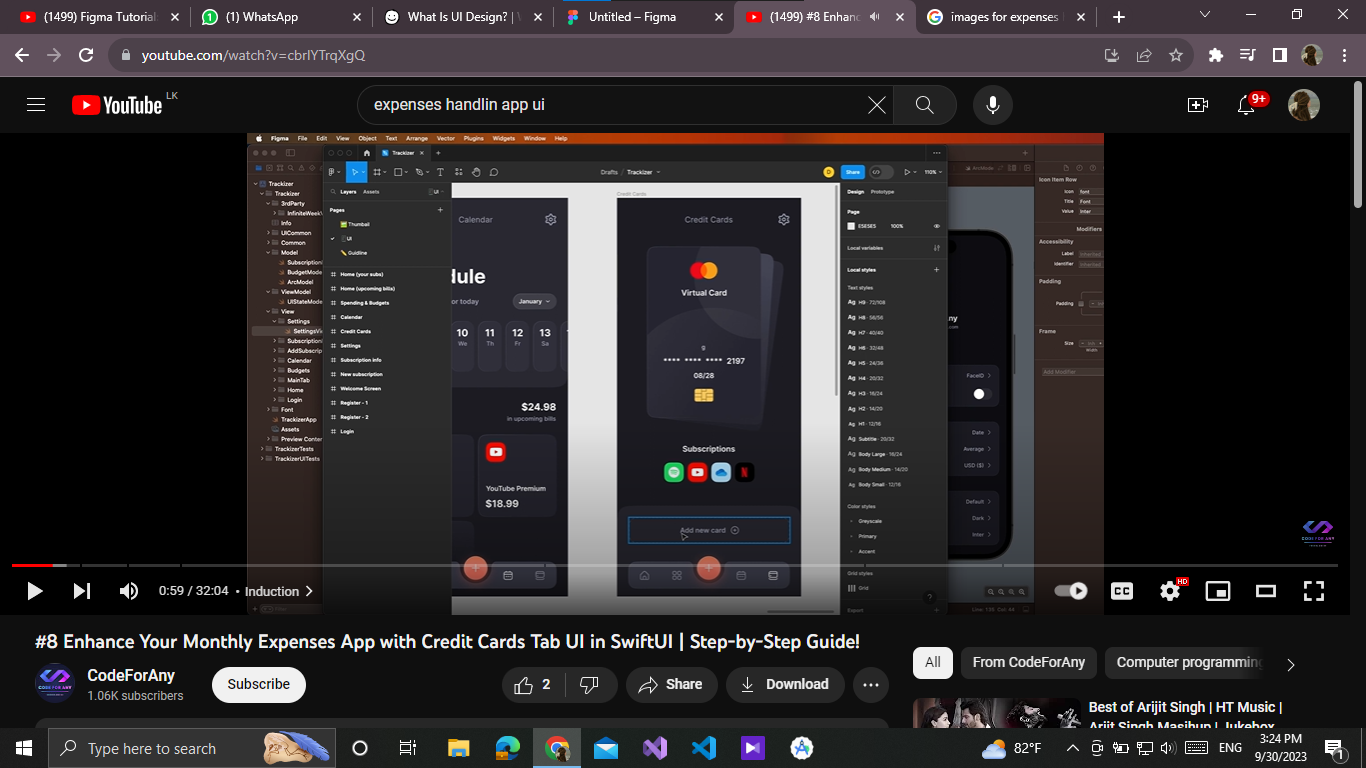 (1499) Figma Tutorial
(1) WhatsApp
What Is UI Design? |
Untitled – Figma
(1499) #8 Enhanc
images for expenses
youtube.com/watch?v=cbrIYTrqXgQ
YouTube LK
expenses handlin app ui
9+
Figma File Edit View Object Text Arrange Vector Plugins Widgets Window Help
Trackizer
Drafts / Trackizer
D
Share
110%
Trackizer
Trackizer
3rdParty
InfiniteWeekV
Info
UICommon
Common
Model
Subscription
BudgetMode
ArcModel
ViewModel
UIStateMode
View
Settings
SettingsVi
Subscription
AddSubscrip
Calendar
Budgets
MainTab
Home
Login
Font
TrackizerApp
Assets
Preview Conten
TrackizerTests
TrackizerUITests
Layers Assets UI
Pages
Thumbail
UI
Guidline
Home (your subs)
Home (upcoming bills)
Spending & Budgets
Calendar
Credit Cards
Settings
Subscription info
New subscription
Welcome Screen
Register - 1
Register - 2
Login
Calendar
dule
or today
January
10 11 12 13
We Th Fr Sa
$24.98
in upcoming bills
YouTube Premium
$18.99
Credit Cards
Credit Cards
Virtual Card
•••• •••• •••• 2197
08/28
Subscriptions
Add new card
Design Prototype
Page
E5E5E5 100%
Local variables
Local styles
Text styles
Ag H9 · 72/108
Ag H8 · 56/56
Ag H7 · 40/40
Ag H6 · 32/48
Ag H5 · 24/36
Ag H4 · 20/32
Ag H3 · 16/24
Ag H2 · 14/20
Ag H1 · 12/16
Ag Subtitle · 20/32
Ag Body Large · 16/24
Ag Body Medium · 14/20
Ag Body Small · 12/16
Color styles
Greyscale
Primary
Accent
Grid styles
Grid
Export
ny
.com
FaceID
Date
Average
USD ($)
Default
Dark
Inter
Icon Item Row
Icon font
Title Font
Value Inter
Modifiers
Accessibility
Label Inherited
Identifier Inherited
Padding
Padding
Frame
Size
Width
Add Modifier
CODE FOR ANY
0:59 / 32:04 • Induction
CC
HD
#8 Enhance Your Monthly Expenses App with Credit Cards Tab UI in SwiftUI | Step-by-Step Guide!
CodeForAny
1.06K subscribers
Subscribe
2
Share
Download
All
From CodeForAny
Computer programming
Best of Arijit Singh | HT Music |
Arijt Singh Mashup | Jukebox
Type here to search
82°F
ENG
3:24 PM
9/30/2023
1